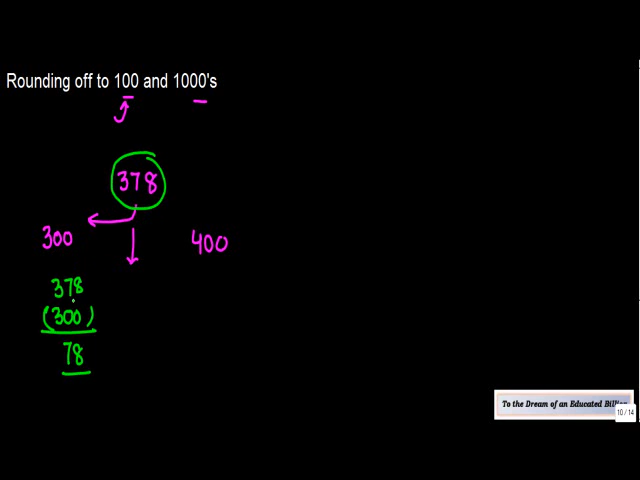 Rounding off to 100 and 1000's
378
300
400
378
(300)
78
To the Dream of an Educated Billion
10 / 14